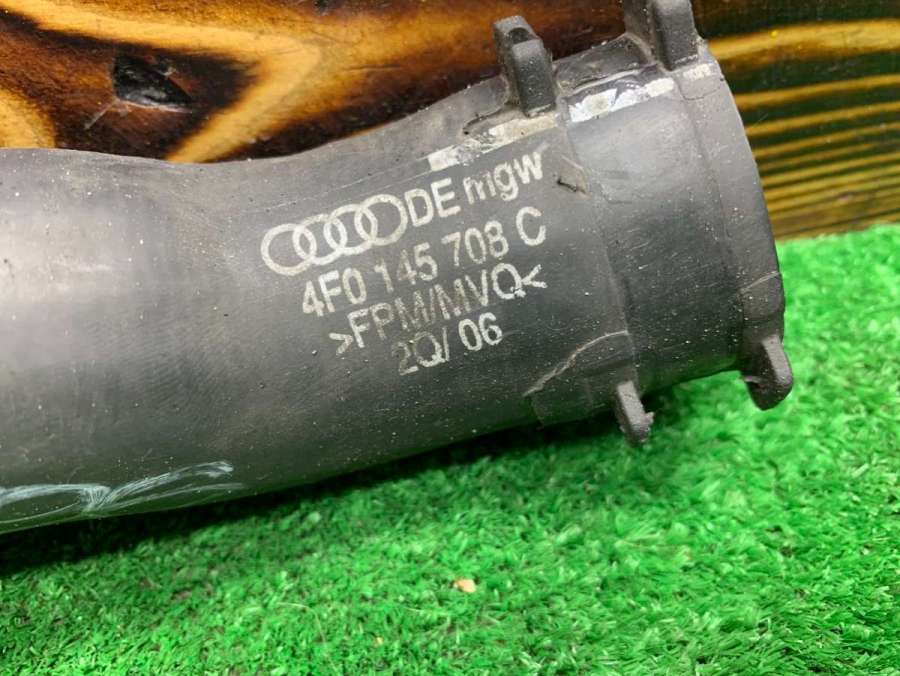 DE mgw
4F0 145 708 C
>FPM/MVQ<
2Q/06